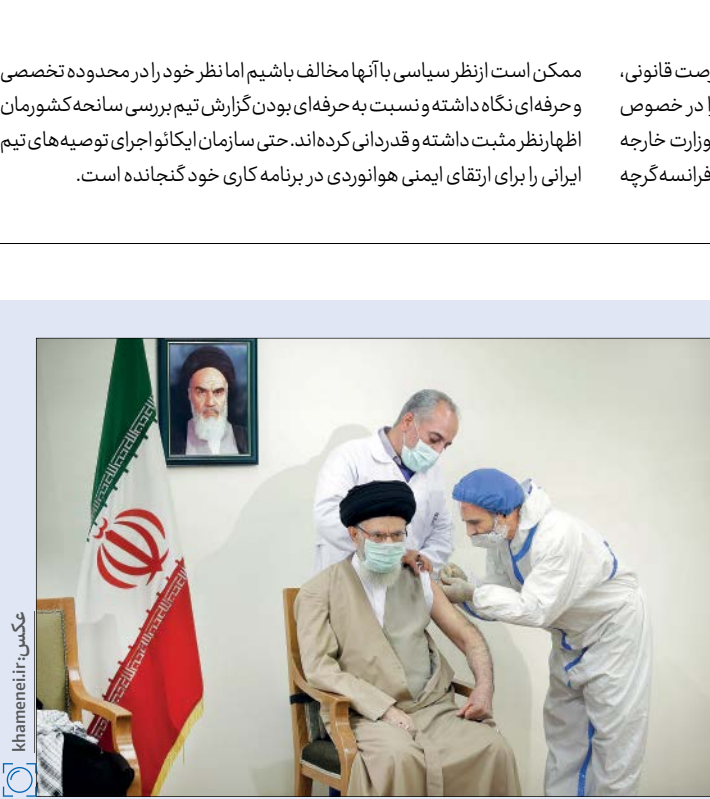 رصت قانونی،
را در خصوص
وزارت خارجه
فرانسه گرچه
ممکن است ازنظر سیاسی با آنها مخالف باشیم اما نظر خود را در محدوده تخصصی
و حرفه‌ای نگاه داشته و نسبت به حرفه‌ای بودن گزارش تیم بررسی سانحه کشورمان
اظهارنظر مثبت داشته و قدردانی کرده‌اند. حتی سازمان ایکائو اجرای توصیه‌های تیم
ایرانی را برای ارتقای ایمنی هوانوردی در برنامه کاری خود گنجانده است.
عکس: khamenei.ir